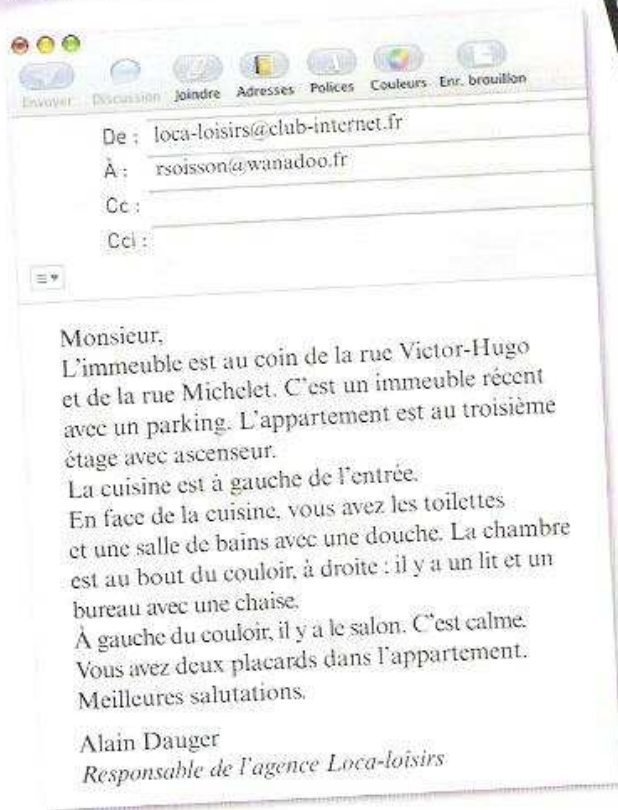 Envoyer Discussion Joindre Adresses Polices Couleurs Enr. brouillon
De : loca-loisirs@club-internet.fr
À : rsoisson@wanadoo.fr
Cc :
Cci :
Monsieur,
L'immeuble est au coin de la rue Victor-Hugo
et de la rue Michelet. C'est un immeuble récent
avec un parking. L'appartement est au troisième
étage avec ascenseur.
La cuisine est à gauche de l'entrée.
En face de la cuisine, vous avez les toilettes
et une salle de bains avec une douche. La chambre
est au bout du couloir, à droite : il y a un lit et un
bureau avec une chaise.
À gauche du couloir, il y a le salon. C'est calme.
Vous avez deux placards dans l'appartement.
Meilleures salutations.
Alain Dauger
Responsable de l'agence Loca-loisirs